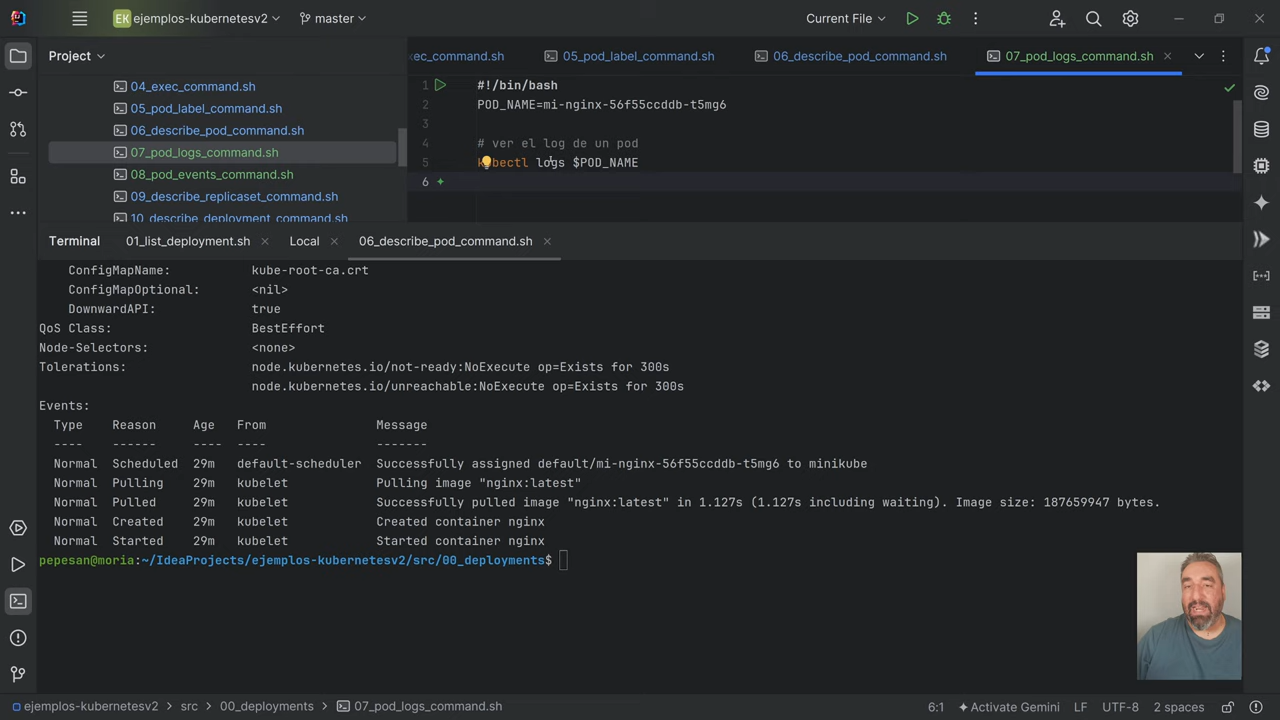 EK ejemplos-kubernetesv2 master Current File
Project
04_exec_command.sh
05_pod_label_command.sh
06_describe_pod_command.sh
07_pod_logs_command.sh
08_pod_events_command.sh
09_describe_replicaset_command.sh
10_describe_deployment_command.sh
ec_command.sh 05_pod_label_command.sh 06_describe_pod_command.sh 07_pod_logs_command.sh
1 #!/bin/bash
2 POD_NAME=mi-nginx-56f55ccddb-t5mg6
3
4 # ver el log de un pod
5 kubectl logs $POD_NAME
6
Terminal 01_list_deployment.sh Local 06_describe_pod_command.sh
ConfigMapName: kube-root-ca.crt
ConfigMapOptional: <nil>
DownwardAPI: true
QoS Class: BestEffort
Node-Selectors: <none>
Tolerations: node.kubernetes.io/not-ready:NoExecute op=Exists for 300s
node.kubernetes.io/unreachable:NoExecute op=Exists for 300s
Events:
Type Reason Age From Message
---- ------ ---- ---- -------
Normal Scheduled 29m default-scheduler Successfully assigned default/mi-nginx-56f55ccddb-t5mg6 to minikube
Normal Pulling 29m kubelet Pulling image "nginx:latest"
Normal Pulled 29m kubelet Successfully pulled image "nginx:latest" in 1.127s (1.127s including waiting). Image size: 187659947 bytes.
Normal Created 29m kubelet Created container nginx
Normal Started 29m kubelet Started container nginx
pepesan@moria:~/IdeaProjects/ejemplos-kubernetesv2/src/00_deployments$
ejemplos-kubernetesv2 src 00_deployments 07_pod_logs_command.sh 6:1 Activate Gemini LF UTF-8 2 spaces